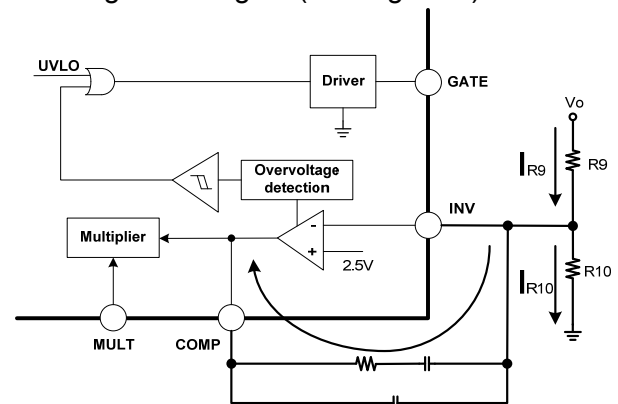 UVLO
Driver
GATE
Vo
IR9
R9
Overvoltage
detection
INV
Multiplier
-
+
2.5V
IR10
R10
MULT
COMP